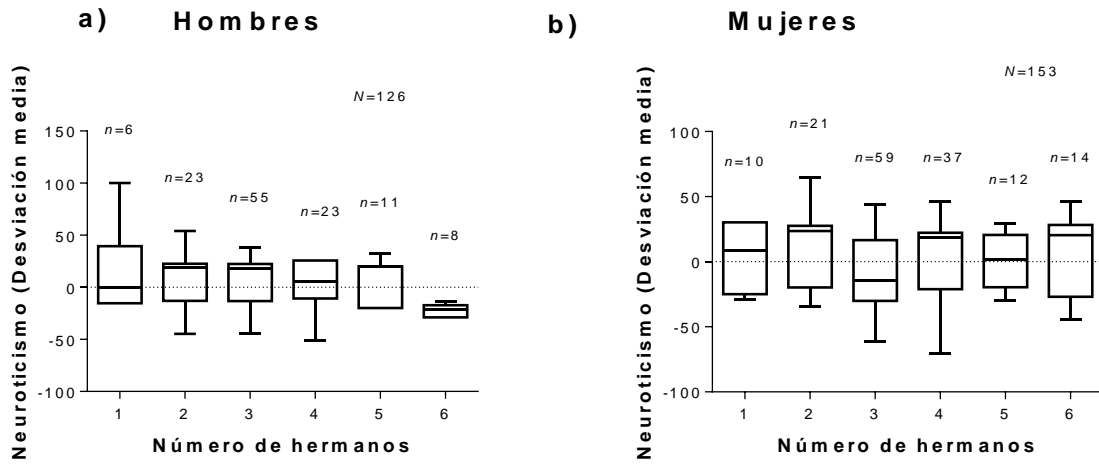 a) Hombres
Neuroticismo (Desviación media)
N=126
n=6
n=23
n=55
n=23
n=11
n=8
150
100
50
0
-50
-100
1 2 3 4 5 6
Número de hermanos
b) Mujeres
Neuroticismo (Desviación media)
N=153
n=10
n=21
n=59
n=37
n=12
n=14
100
50
0
-50
-100
1 2 3 4 5 6
Número de hermanos